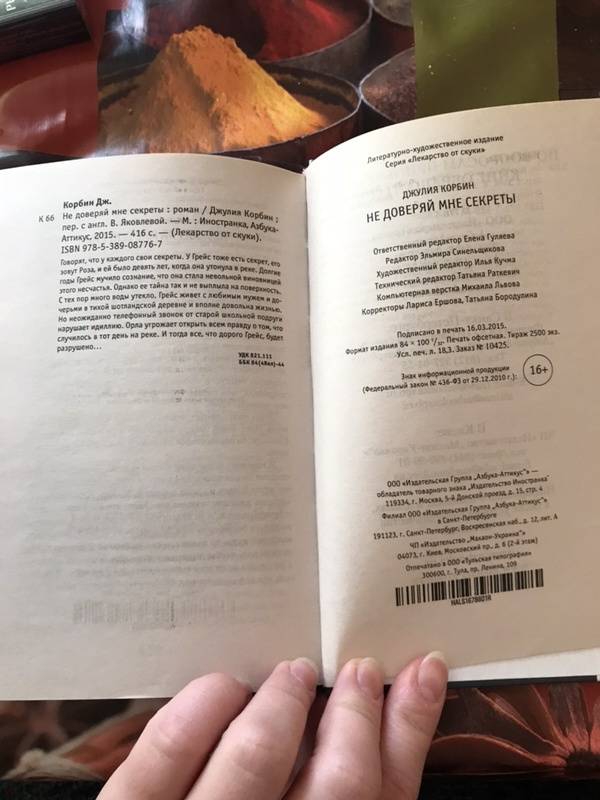 Корбин Дж.
К 66
Не доверяй мне секреты : роман / Джулия Корбин ;
пер. с англ. В. Яковлевой. — М. : Иностранка, Азбука-
Аттикус, 2015. — 416 с. — (Лекарство от скуки).
ISBN 978-5-389-08776-7
Говорят, что у каждого свои секреты. У Грейс тоже есть секрет, его
зовут Роза, и ей было девять лет, когда она утонула в реке. Долгие
годы Грейс мучило сознание, что она стала невольной виновницей
этого несчастья. Однако ее тайна так и не выплыла на поверхность.
С тех пор много воды утекло, Грейс живет с любимым мужем и до-
черьми в тихой шотландской деревне и вполне довольна жизнью.
Но неожиданно телефонный звонок от старой школьной подруги
нарушает идиллию. Орла угрожает открыть всем правду о том, что
случилось в тот день на реке. И тогда все, что дорого Грейс, будет
разрушено...
УДК 821.111
ББК 84(4Вел)-44
Литературно-художественное издание
Серия «Лекарство от скуки»
ДЖУЛИЯ КОРБИН
НЕ ДОВЕРЯЙ МНЕ СЕКРЕТЫ
Ответственный редактор Елена Гуляева
Редактор Эльмира Синельщикова
Художественный редактор Илья Кучма
Технический редактор Татьяна Раткевич
Компьютерная верстка Михаила Львова
Корректоры Лариса Ершова, Татьяна Бородулина
Подписано в печать 16.03.2015.
Формат издания 84 × 100 ¹/₃₂. Печать офсетная. Тираж 2500 экз.
Усл. печ. л. 18,3. Заказ № 10425.
Знак информационной продукции
(Федеральный закон № 436-ФЗ от 29.12.2010 г.):
16+
ООО «Издательская Группа „Азбука-Аттикус“» —
обладатель товарного знака „Издательство Иностранка“
119334, г. Москва, 5-й Донской проезд, д. 15, стр. 4
Филиал ООО «Издательская Группа „Азбука-Аттикус“»
в Санкт-Петербурге
191123, г. Санкт-Петербург, Воскресенская наб., д. 12, лит. А
ЧП «Издательство „Махаон-Украина“»
04073, г. Киев, Московский пр., д. 6 (2-й этаж)
Отпечатано в ООО «Тульская типография»
300600, г. Тула, пр. Ленина, 109
HALS1678801R